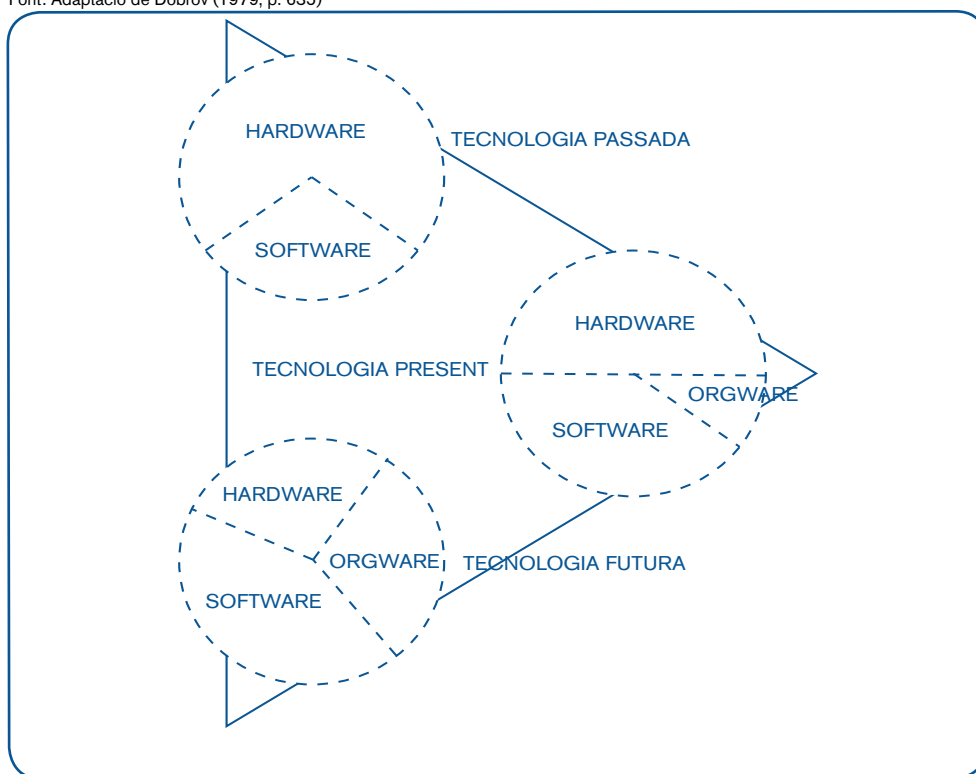 Font: Adaptació de Dobrov (1979, p. 635)
HARDWARE
TECNOLOGIA PASSADA
SOFTWARE
HARDWARE
TECNOLOGIA PRESENT
ORGWARE
SOFTWARE
HARDWARE
ORGWARE
TECNOLOGIA FUTURA
SOFTWARE